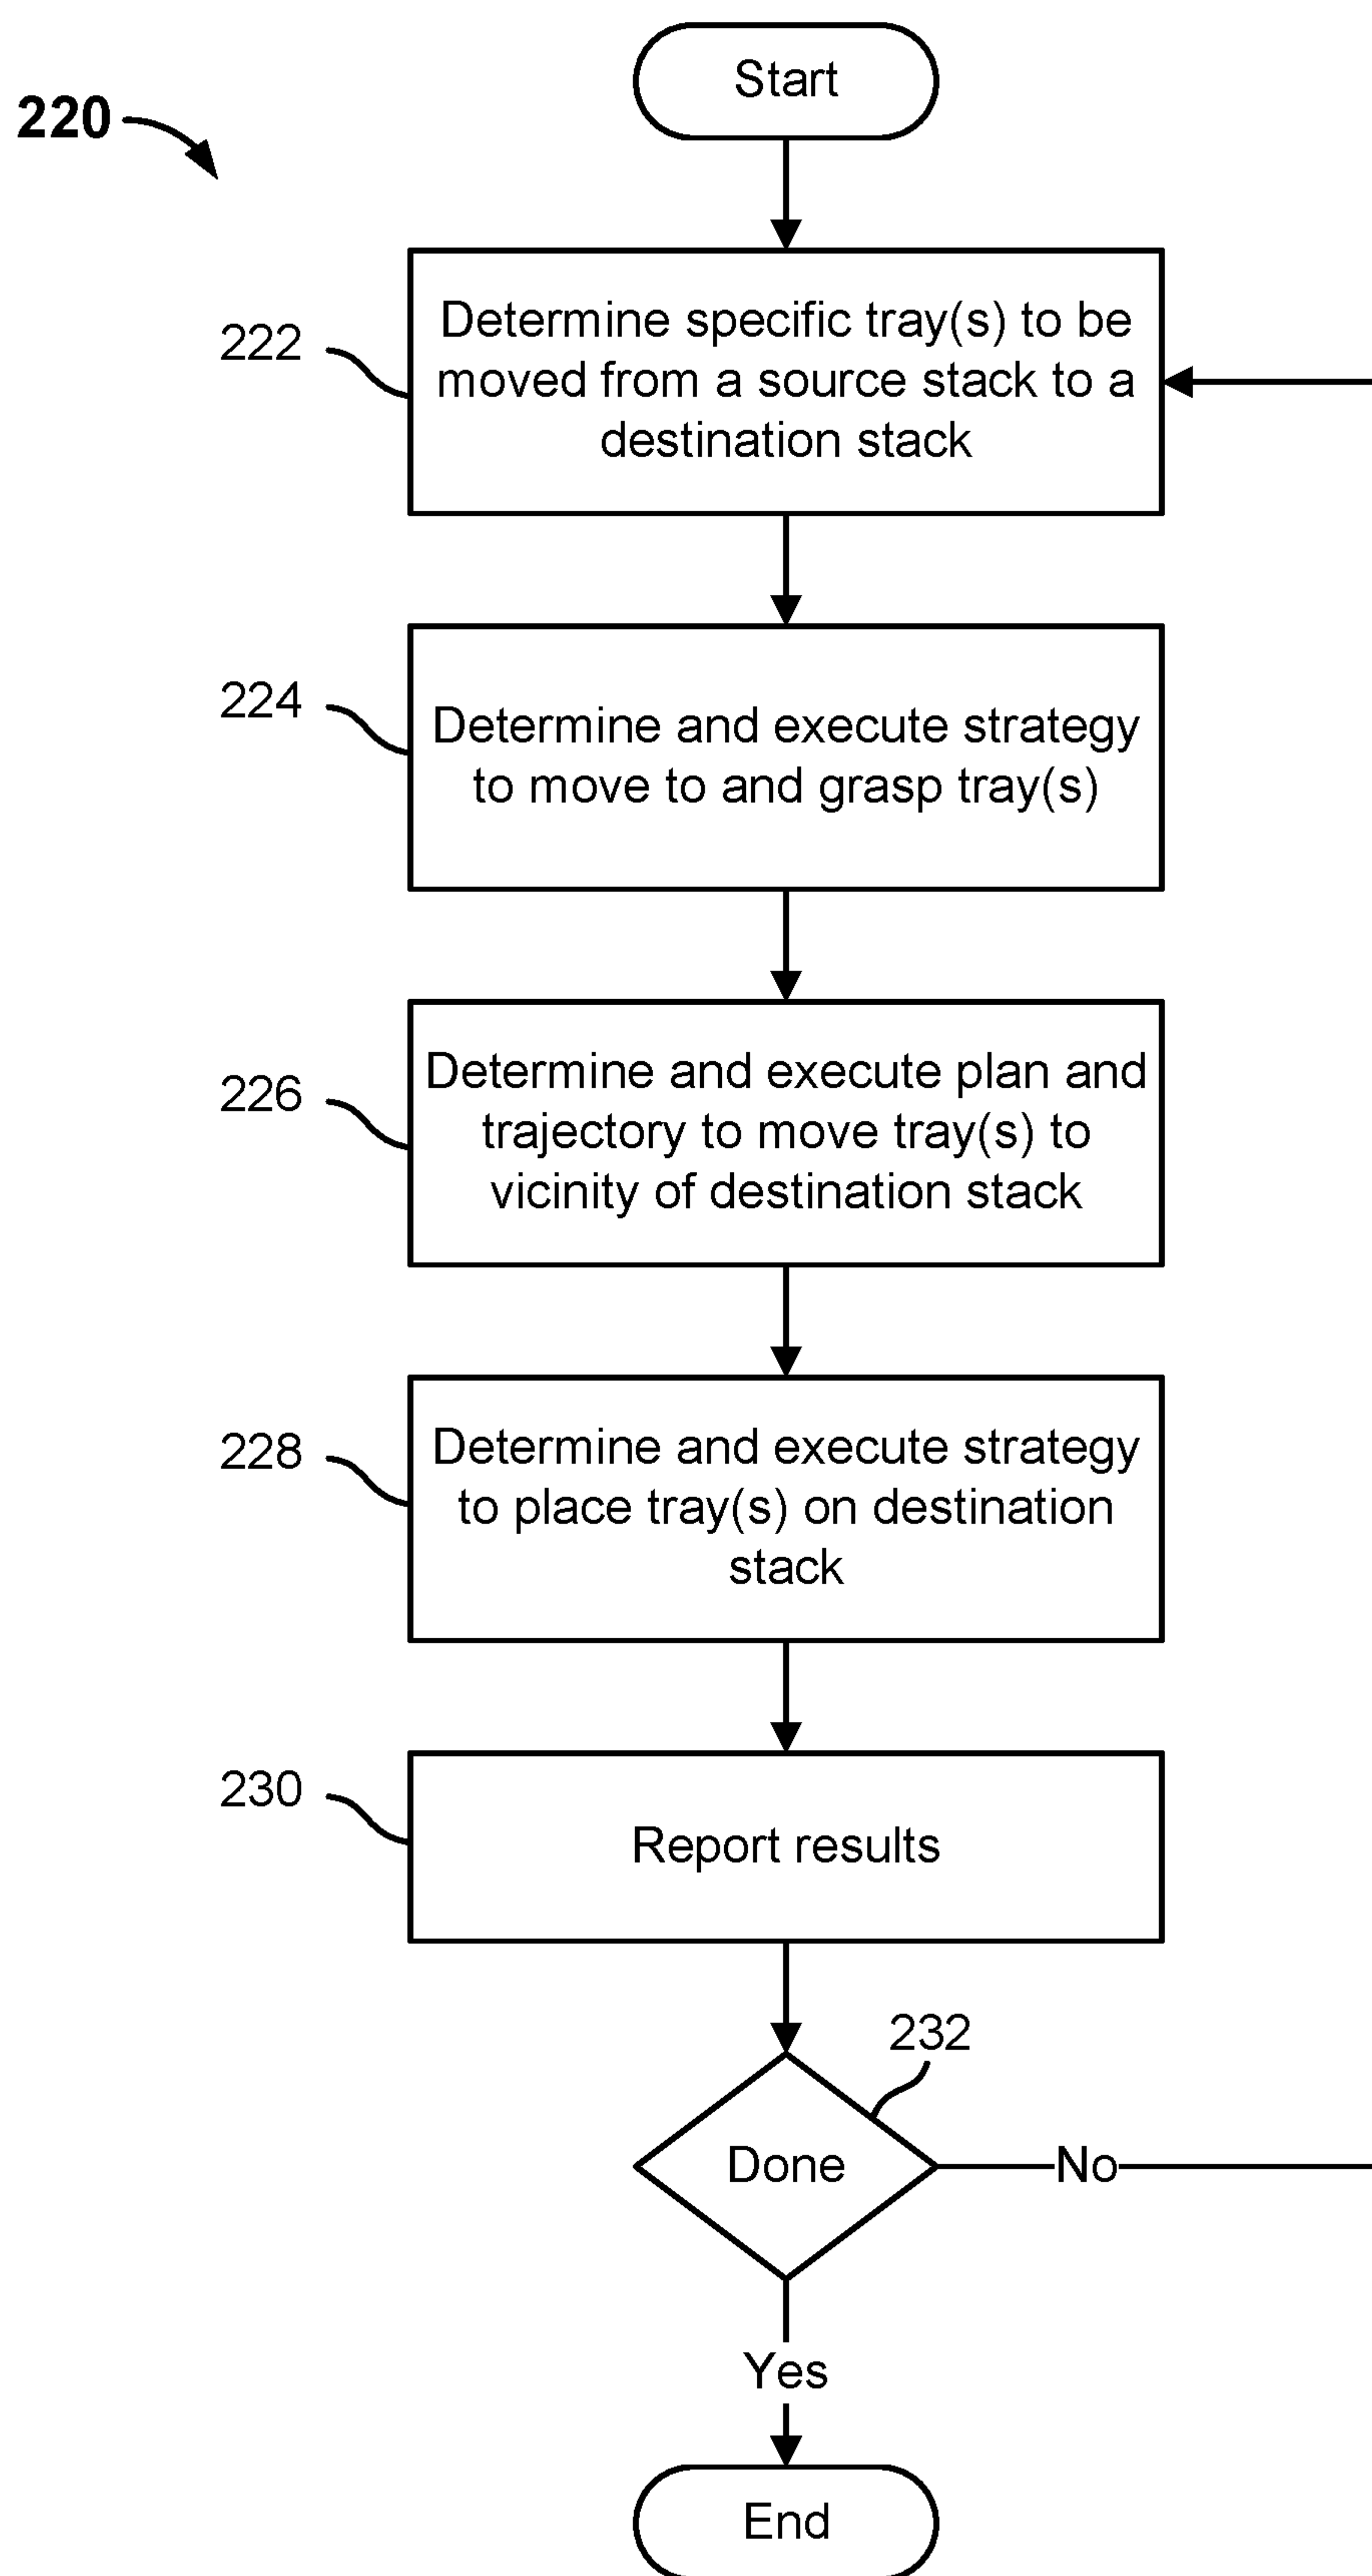 Start
220
222
Determine specific tray(s) to be
moved from a source stack to a
destination stack
224
Determine and execute strategy
to move to and grasp tray(s)
226
Determine and execute plan and
trajectory to move tray(s) to
vicinity of destination stack
228
Determine and execute strategy
to place tray(s) on destination
stack
230
Report results
232
Done
No
Yes
End